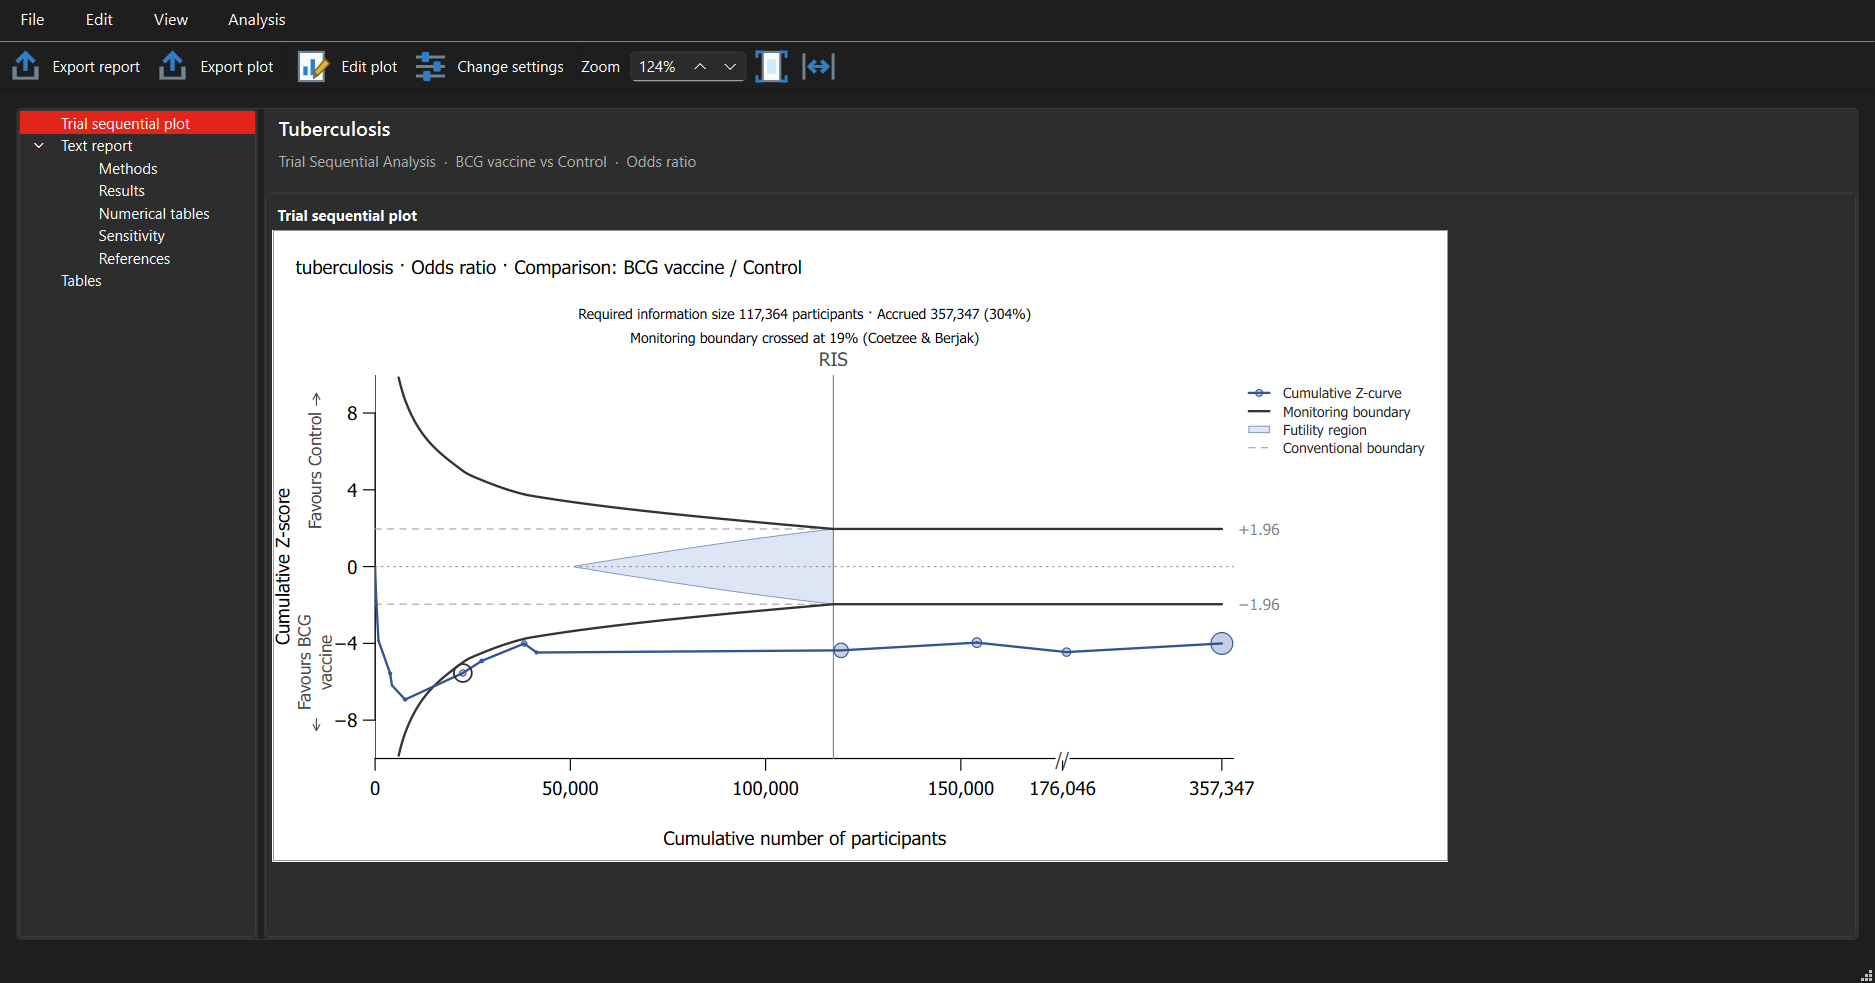 File Edit View Analysis
Export report Export plot Edit plot Change settings Zoom 124%
Trial sequential plot
Text report
Methods
Results
Numerical tables
Sensitivity
References
Tables
Tuberculosis
Trial Sequential Analysis · BCG vaccine vs Control · Odds ratio
Trial sequential plot
tuberculosis · Odds ratio · Comparison: BCG vaccine / Control
Required information size 117,364 participants · Accrued 357,347 (304%)
Monitoring boundary crossed at 19% (Coetzee & Berjak)
RIS
Cumulative Z-curve
Monitoring boundary
Futility region
Conventional boundary
Cumulative Z-score
Favours Control →
← Favours BCG
vaccine
8
4
0
−4
−8
+1.96
−1.96
0 50,000 100,000 150,000 176,046 357,347
Cumulative number of participants